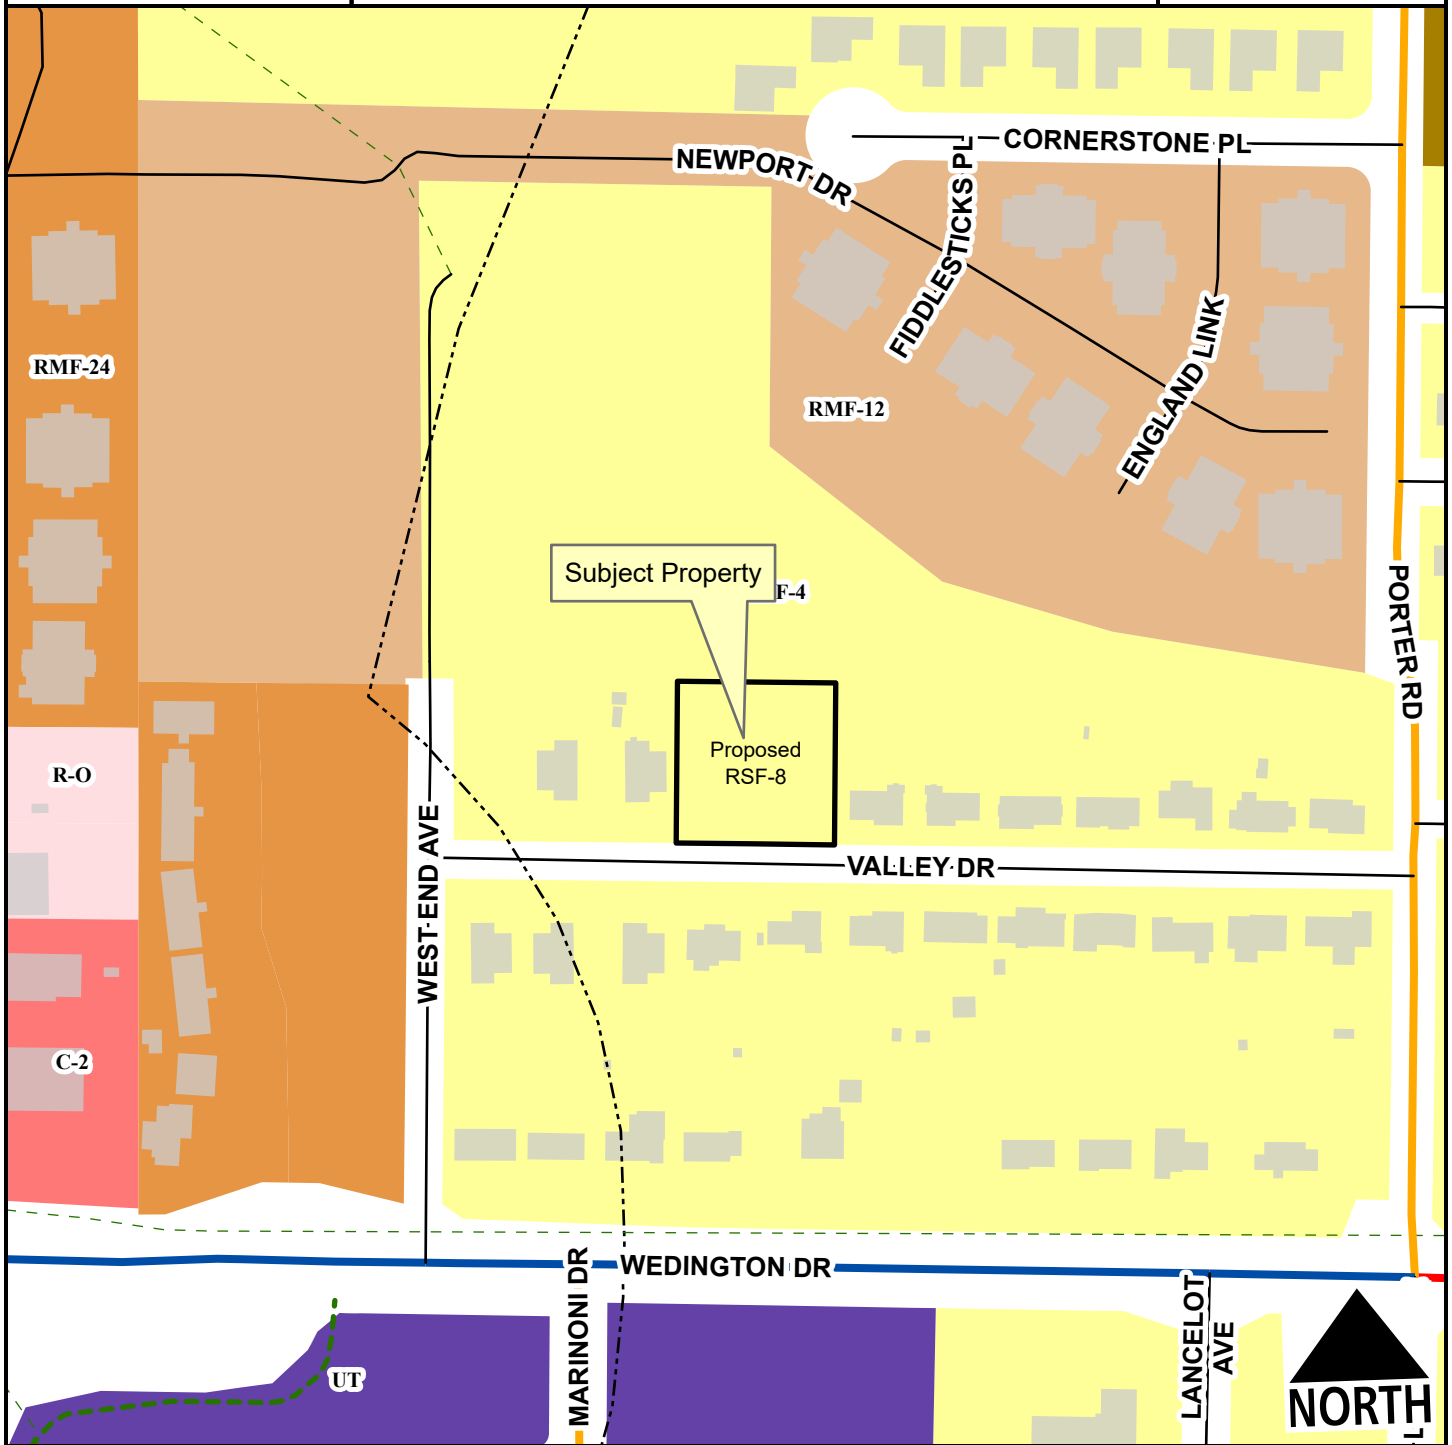 CORNERSTONE PL
NEWPORT DR
FIDDLESTICKS PL
ENGLAND LINK
RMF-24
RMF-12
Subject Property
F-4
PORTER RD
Proposed
RSF-8
R-O
WEST END AVE
VALLEY DR
C-2
WEDINGTON DR
MARINONI DR
LANCELOT
AVE
UT
NORTH